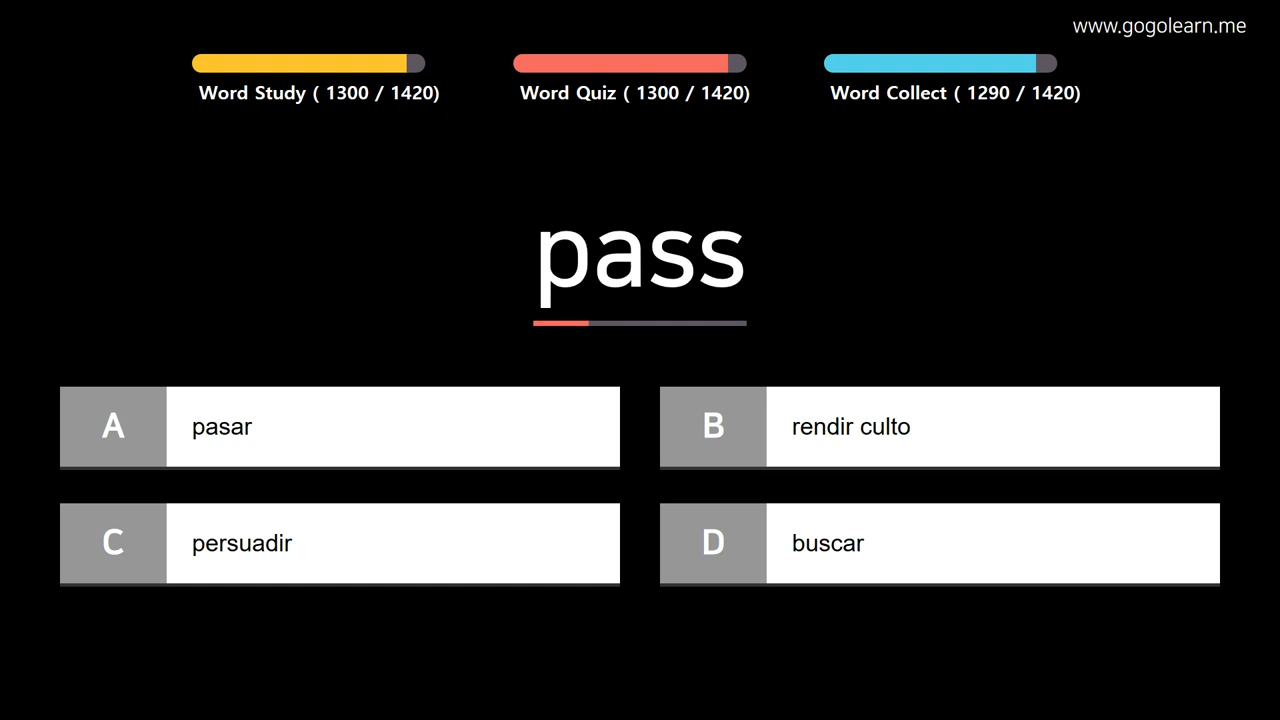 www.gogolearn.me
Word Study ( 1300 / 1420)
Word Quiz ( 1300 / 1420)
Word Collect ( 1290 / 1420)
pass
A pasar
B rendir culto
C persuadir
D buscar